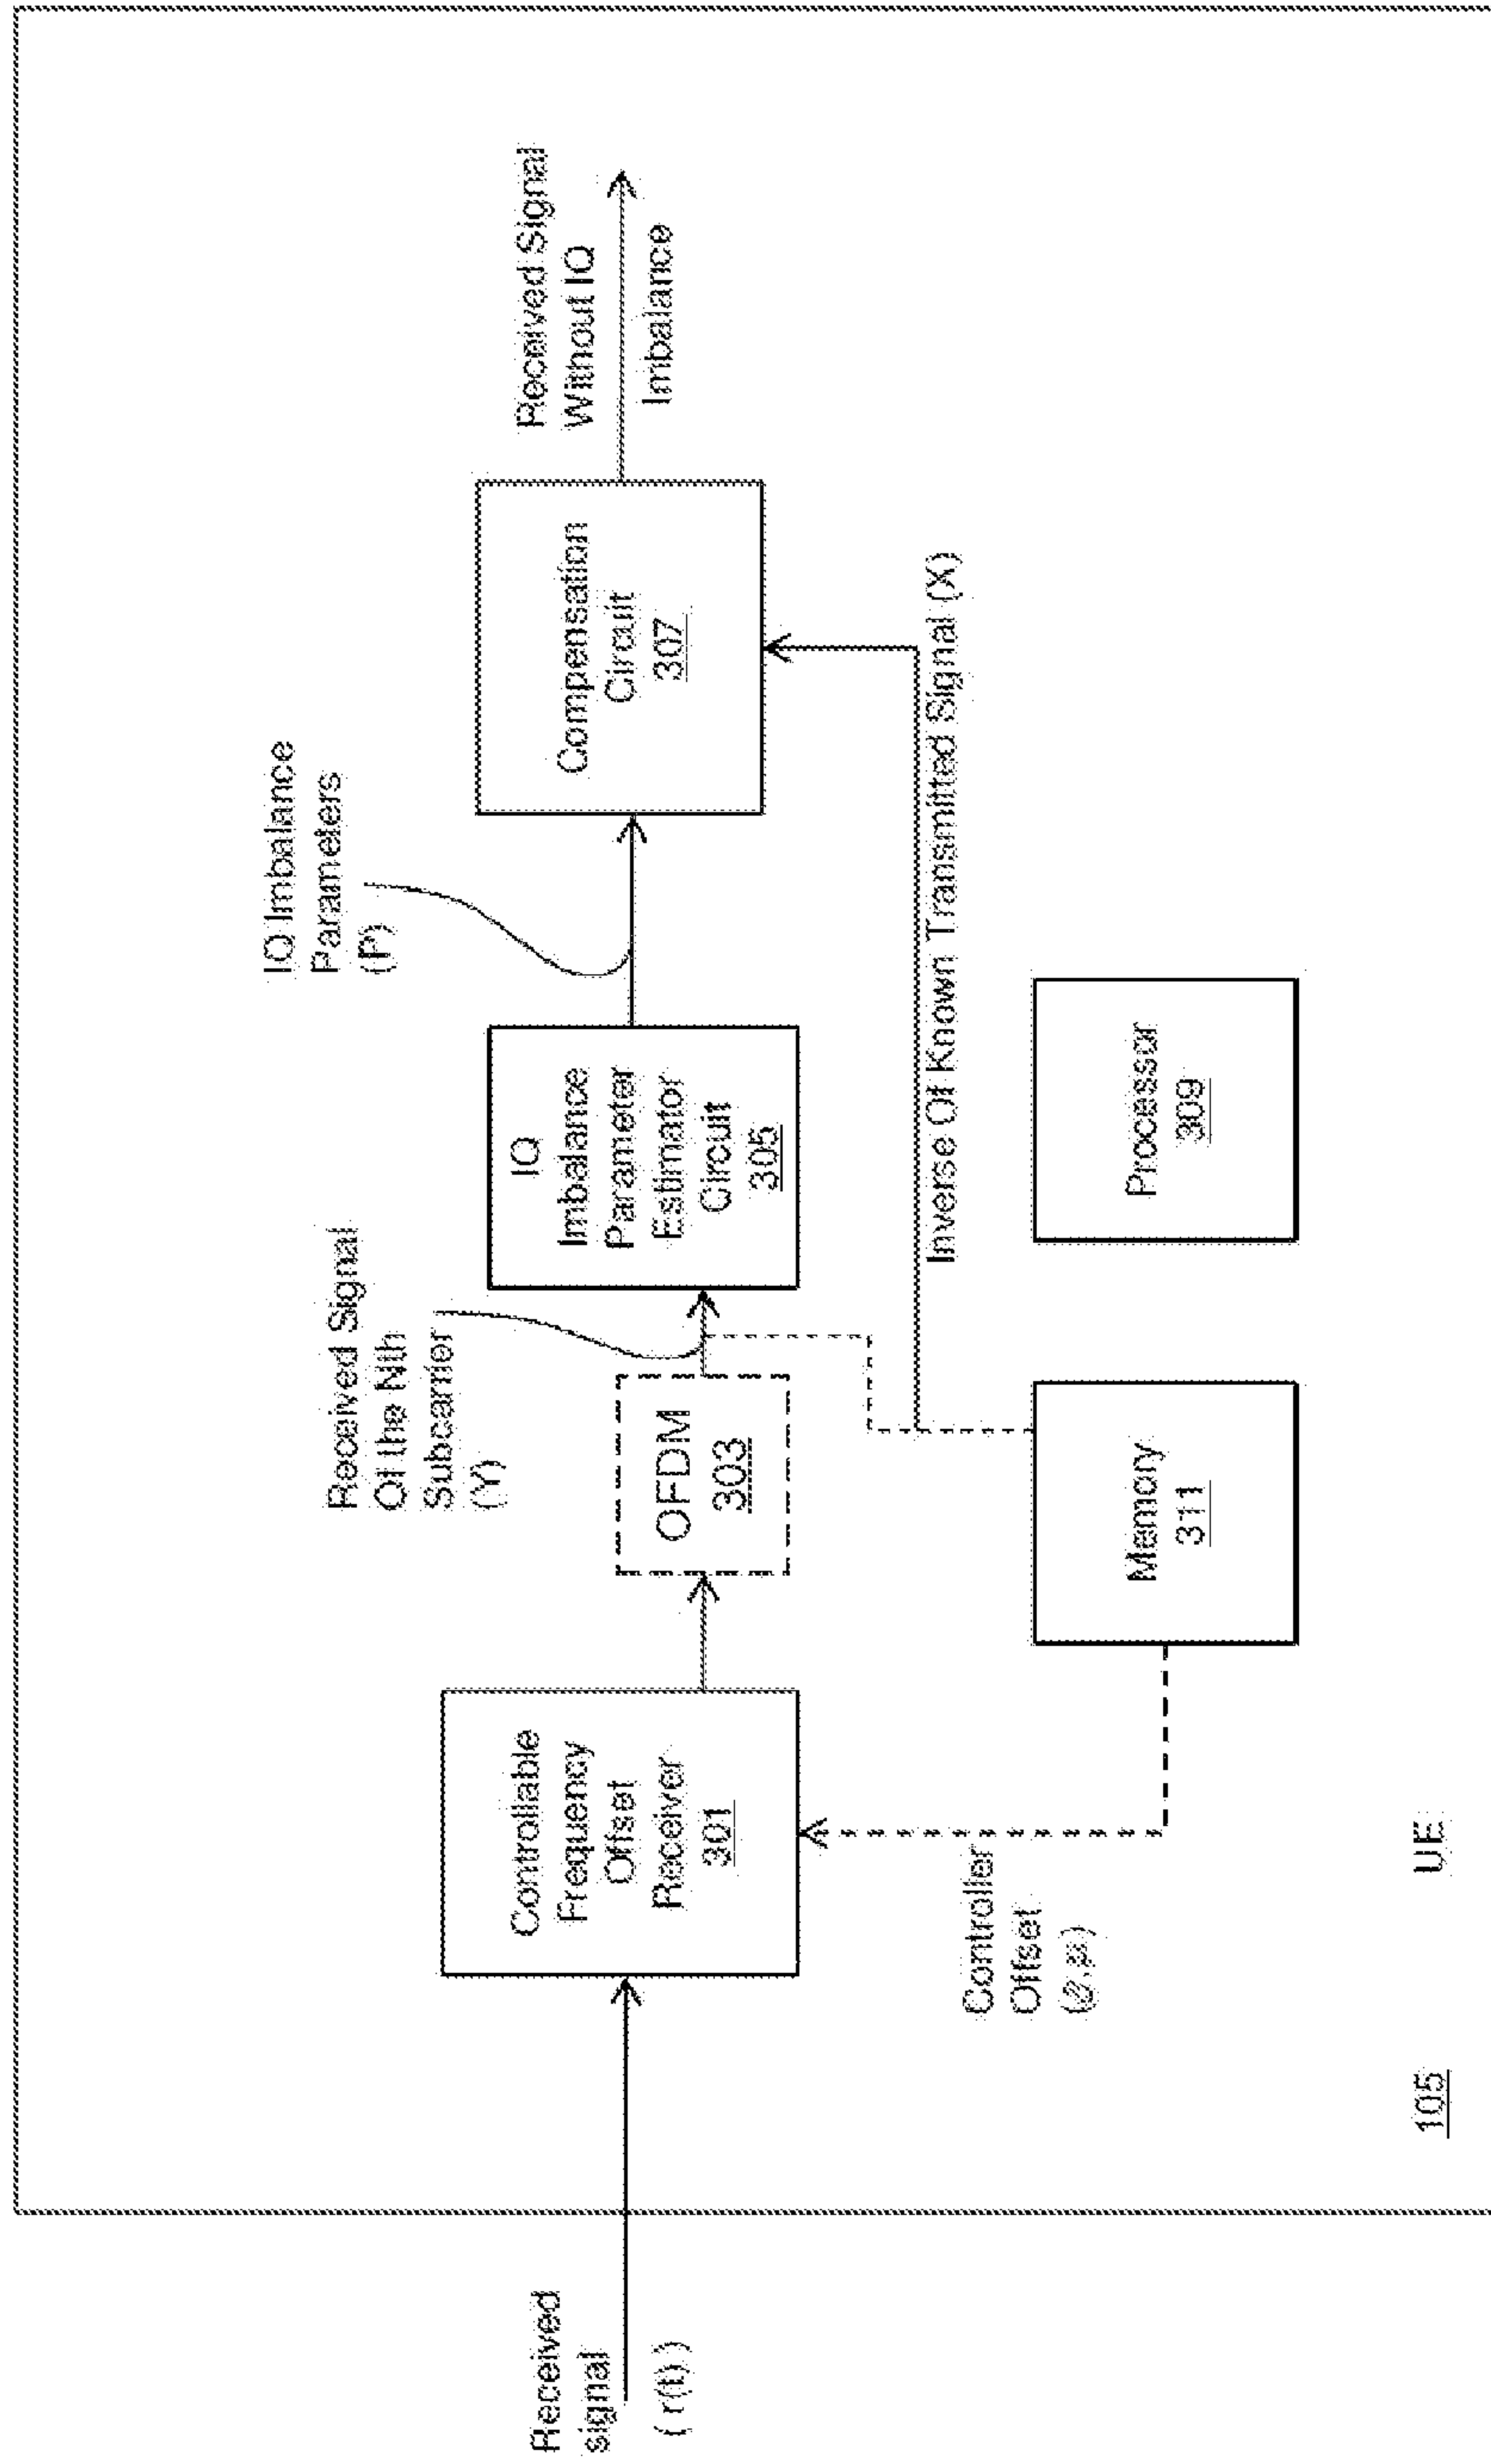 Received
signal
( r(t) )
Controllable
Frequency
Offset
Receiver
301
Controller
Offset
OFDM
303
Received Signal
Of the Nth
Subcarrier
(Y)
IQ
Imbalance
Parameter
Estimator
Circuit
305
IQ Imbalance
Parameters
(P)
Compensation
Circuit
307
Received Signal
Without IQ
Imbalance
Inverse Of Known Transmitted Signal (X)
Memory
311
Processor
309
105
UE